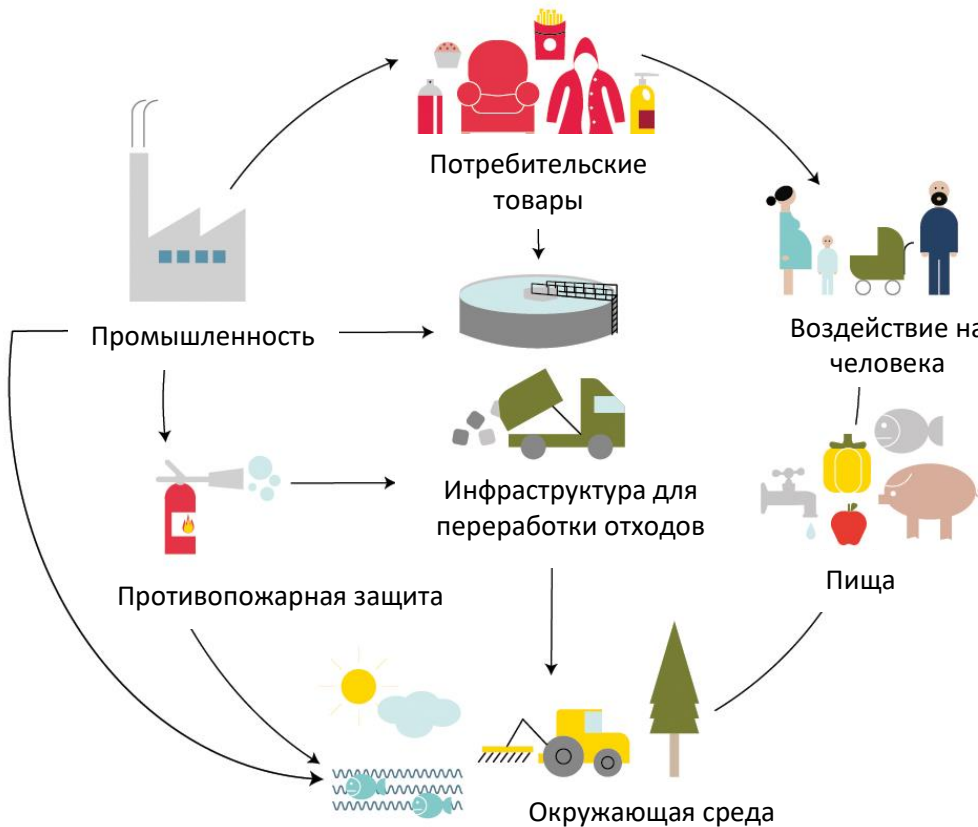 Потребительские
товары
Промышленность
Воздействие на
человека
Инфраструктура для
переработки отходов
Противопожарная защита
Пища
Окружающая среда